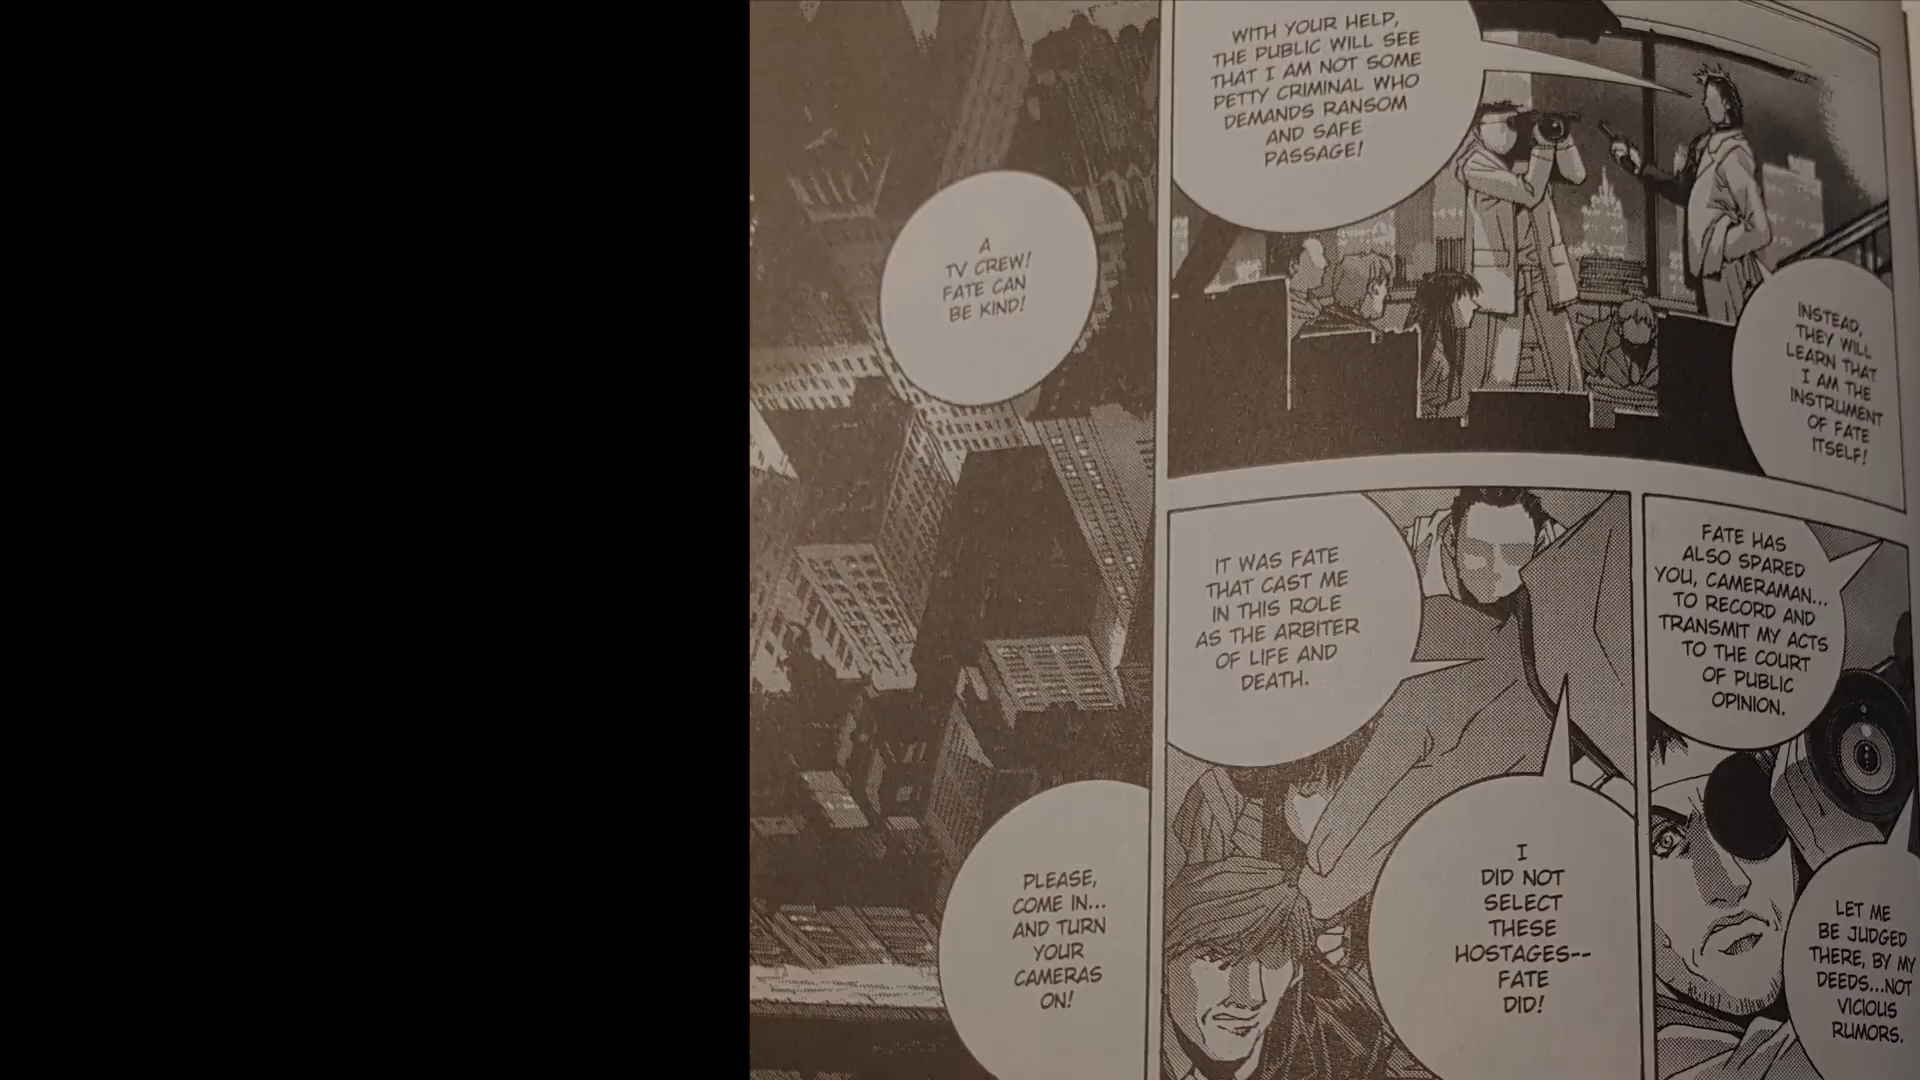 A
TV CREW!
FATE CAN
BE KIND!
PLEASE,
COME IN...
AND TURN
YOUR
CAMERAS
ON!
WITH YOUR HELP,
THE PUBLIC WILL SEE
THAT I AM NOT SOME
PETTY CRIMINAL WHO
DEMANDS RANSOM
AND SAFE
PASSAGE!
INSTEAD,
THEY WILL
LEARN THAT
I AM THE
INSTRUMENT
OF FATE
ITSELF!
IT WAS FATE
THAT CAST ME
IN THIS ROLE
AS THE ARBITER
OF LIFE AND
DEATH.
I
DID NOT
SELECT
THESE
HOSTAGES--
FATE
DID!
FATE HAS
ALSO SPARED
YOU, CAMERAMAN...
TO RECORD AND
TRANSMIT MY ACTS
TO THE COURT
OF PUBLIC
OPINION.
LET ME
BE JUDGED
THERE, BY MY
DEEDS...NOT
VICIOUS
RUMORS.